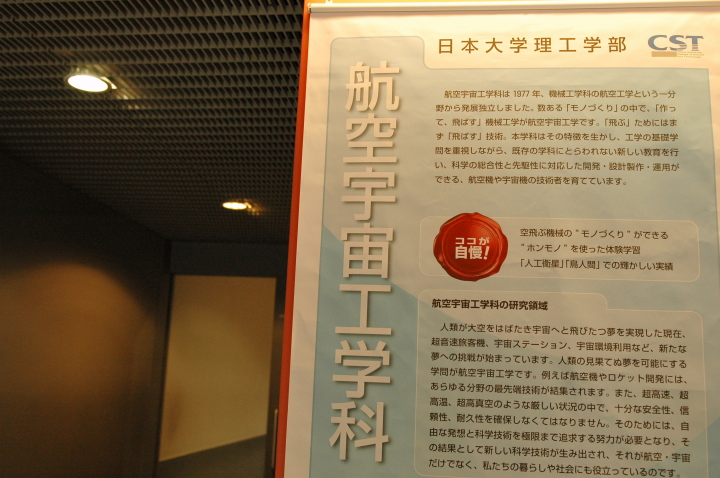 日本大学理工学部
CST
航空宇宙工学科
航空宇宙工学科は1977年、機械工学科の航空工学という一分
野から発展独立しました。数ある「モノづくり」の中で、「作っ
て、飛ばす」機械工学が航空宇宙工学です。「飛ぶ」ためにはま
ず「飛ばす」技術。本学科はその特徴を生かし、工学の基礎学
問を重視しながら、既存の学科にとらわれない新しい教育を行
い、科学の総合性と先駆性に対応した開発・設計製作・運用が
できる、航空機や宇宙機の技術者を育てています。
ココが
自慢!
空飛ぶ機械の"モノづくり"ができる
"ホンモノ"を使った体験学習
「人工衛星」「鳥人間」での輝かしい実績
航空宇宙工学科の研究領域
人類が大空をはばたき宇宙へと飛びたつ夢を実現した現在、
超音速旅客機、宇宙ステーション、宇宙環境利用など、新たな
夢への挑戦が始まっています。人類の見果てぬ夢を可能にする
学問が航空宇宙工学です。例えば航空機やロケット開発には、
あらゆる分野の最先端技術が結集されます。また、超高速、超
高温、超高真空のような厳しい状況の中で、十分な安全性、信
頼性、耐久性を確保しなくてはなりません。そのためには、自
由な発想と科学技術を極限まで追求する努力が必要となり、そ
の結果として新しい科学技術が生み出され、それが航空・宇宙
だけでなく、私たちの暮らしや社会にも役立っているのです。